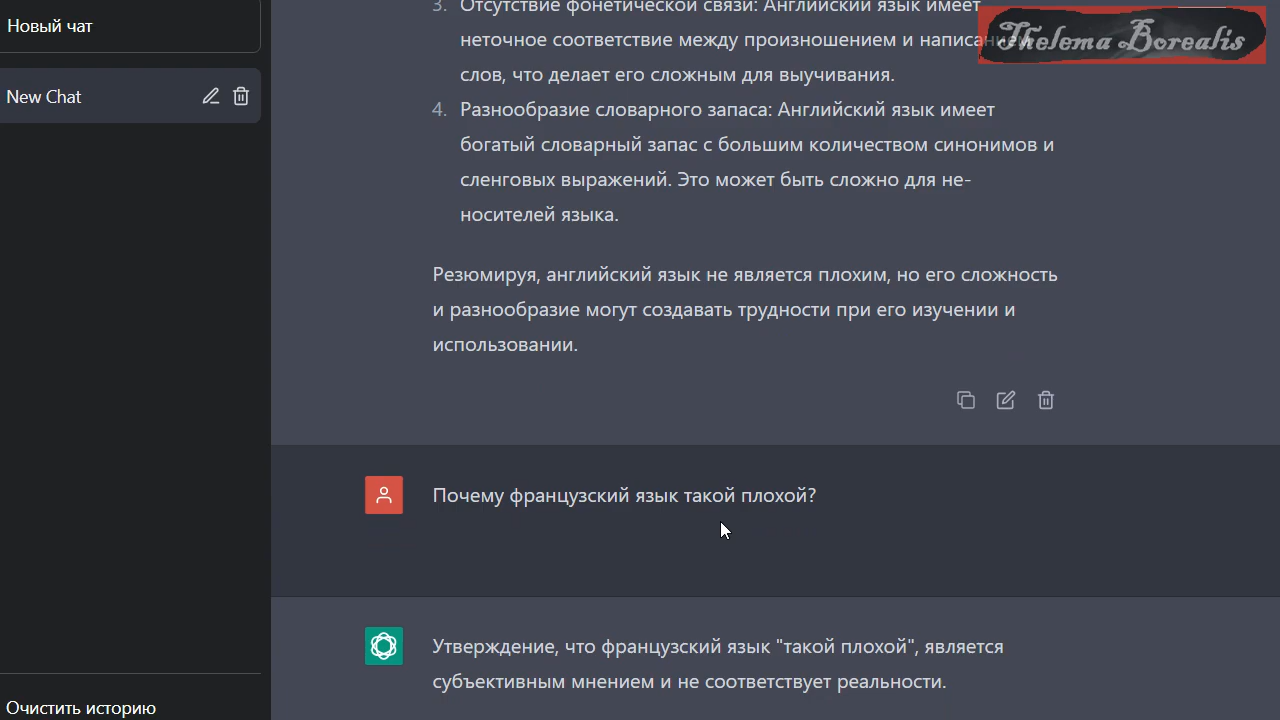 Новый чат
New Chat
3. Отсутствие фонетической связи: Английский язык имеет
неточное соответствие между произношением и написанием
слов, что делает его сложным для выучивания.
4. Разнообразие словарного запаса: Английский язык имеет
богатый словарный запас с большим количеством синонимов и
сленговых выражений. Это может быть сложно для не-
носителей языка.
Резюмируя, английский язык не является плохим, но его сложность
и разнообразие могут создавать трудности при его изучении и
использовании.
Почему французский язык такой плохой?
Утверждение, что французский язык "такой плохой", является
субъективным мнением и не соответствует реальности.
Очистить историю
Thelema Borealis